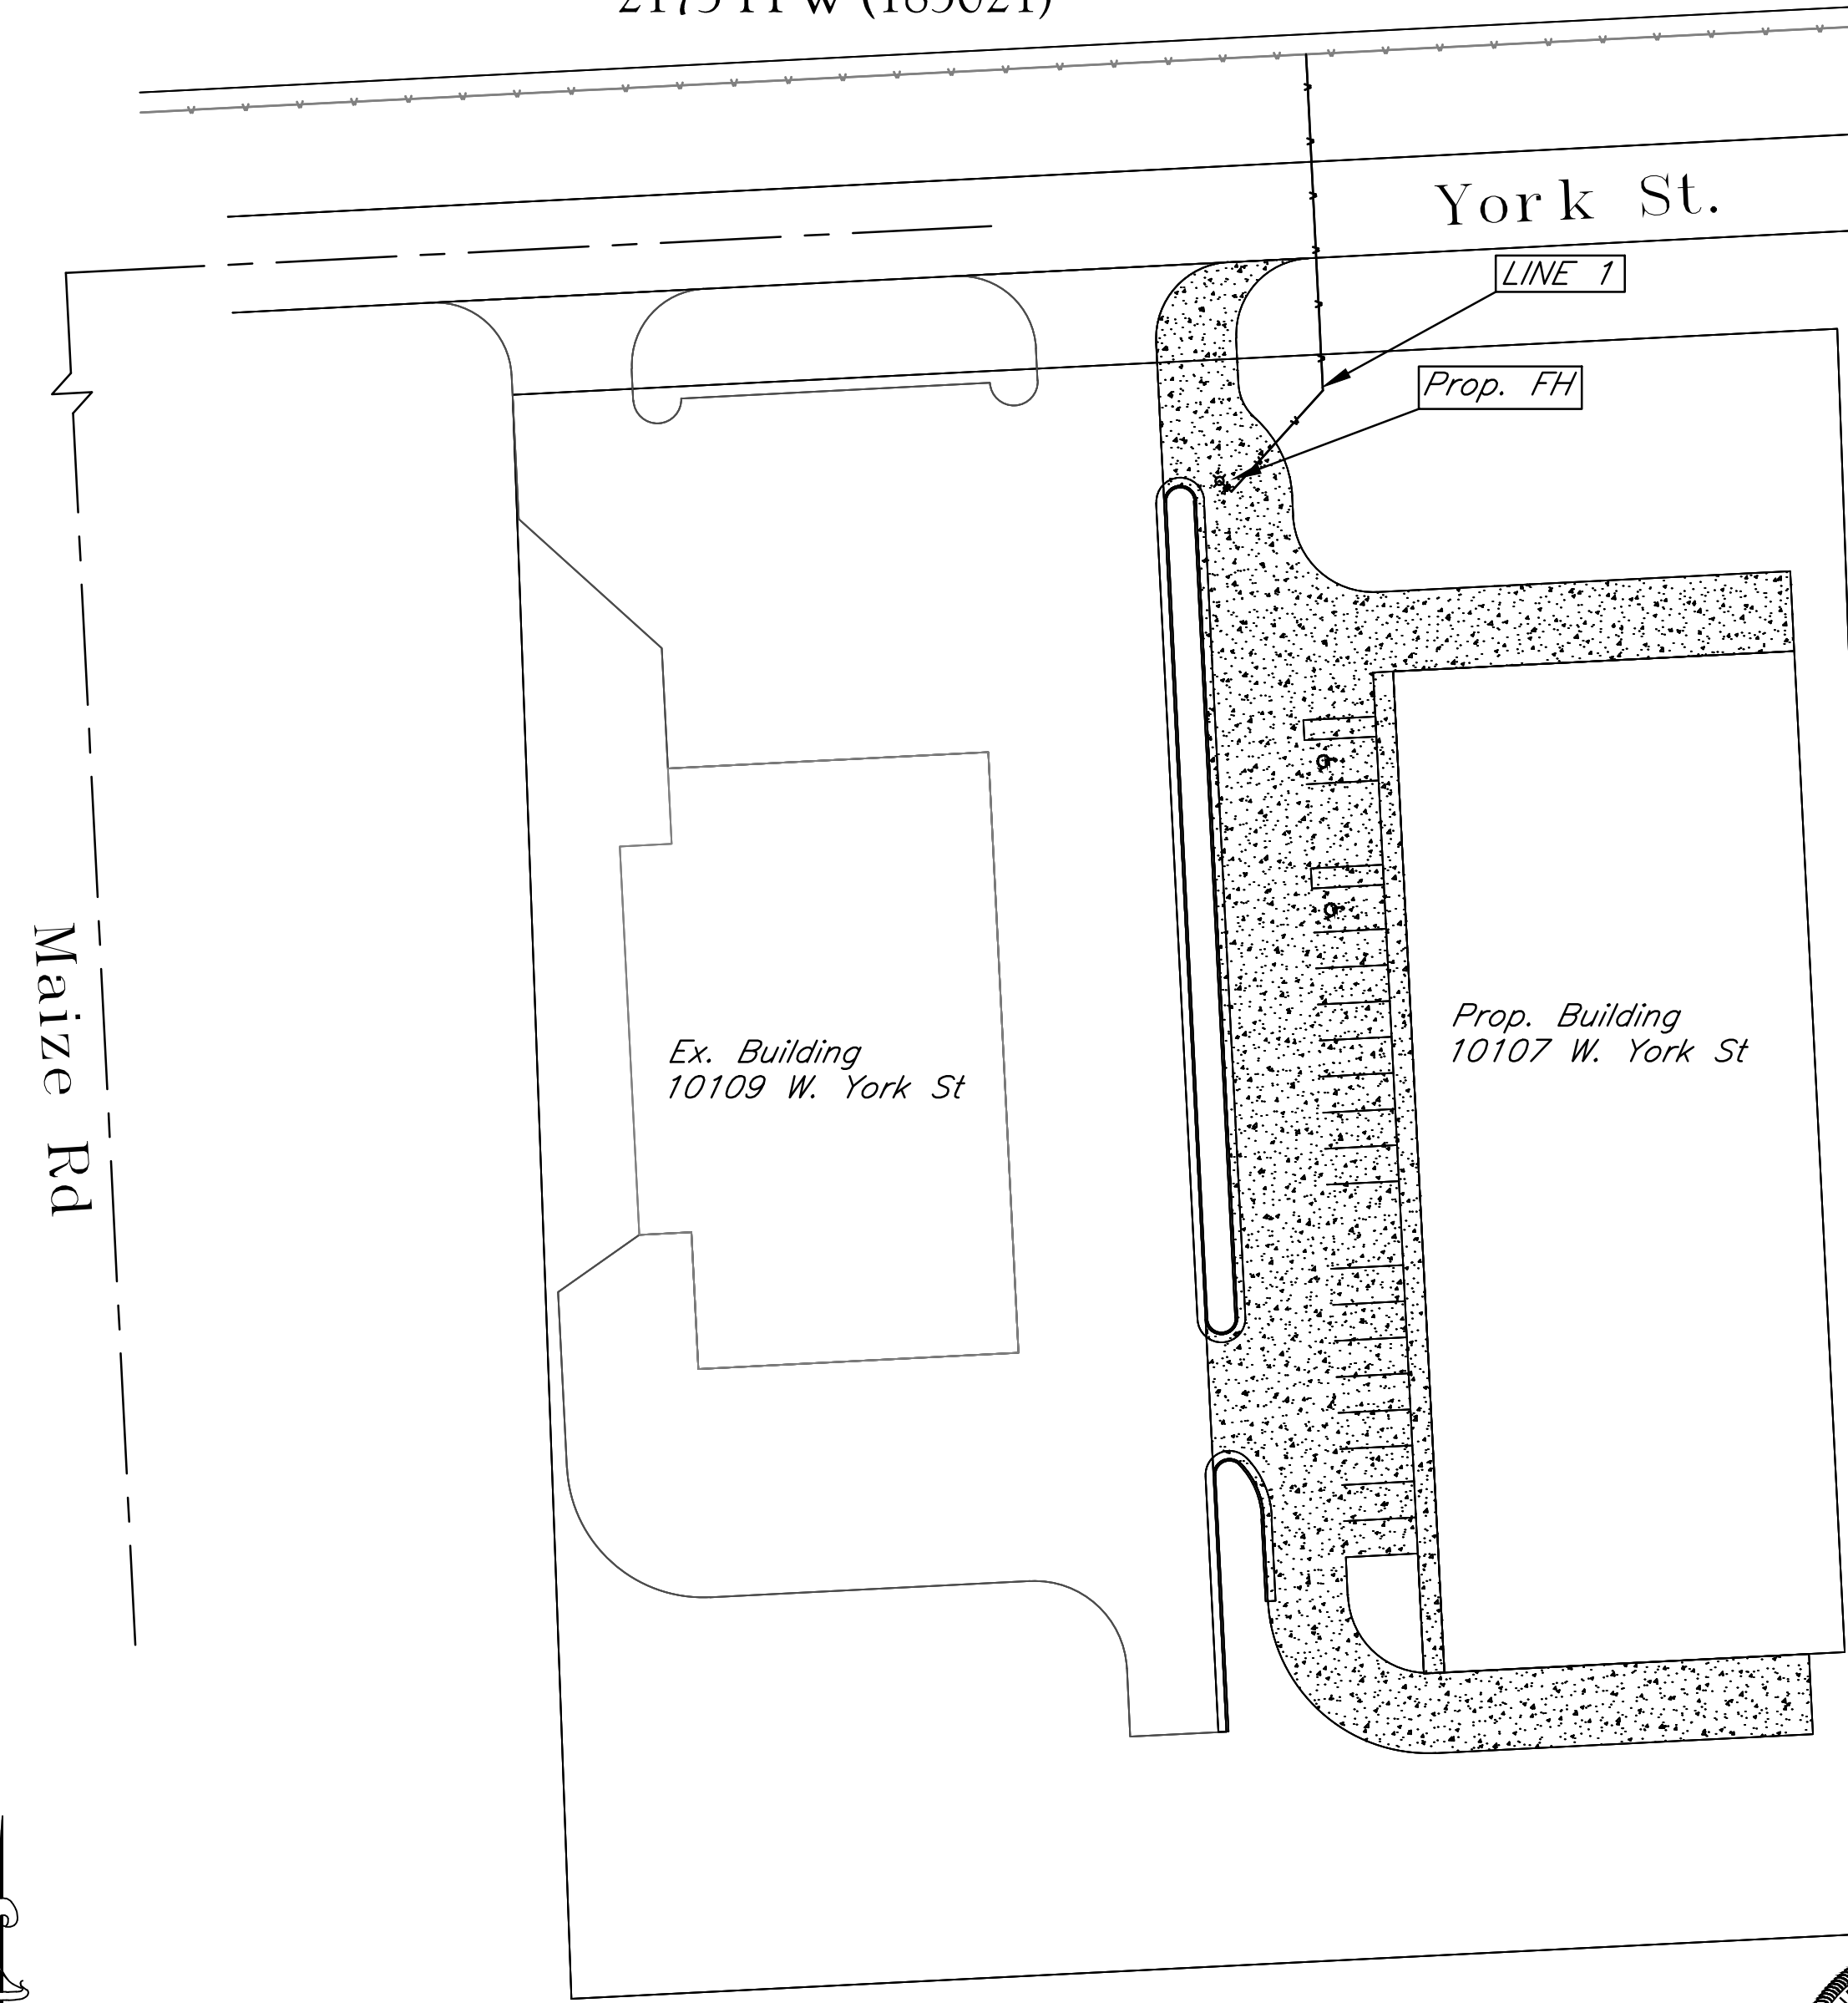 York St.
LINE 1
Prop. FH
Maize Rd
Ex. Building
10109 W. York St
Prop. Building
10107 W. York St